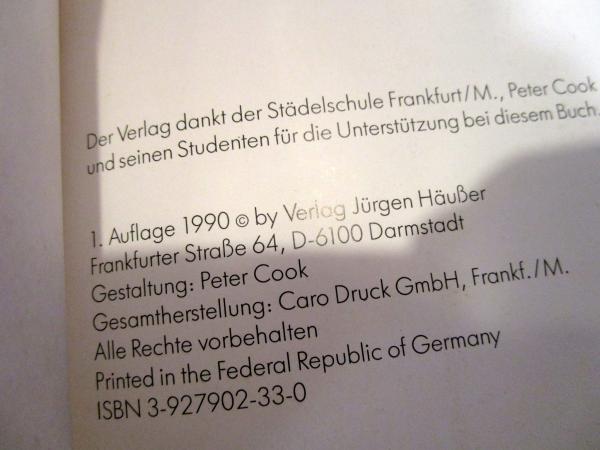 Der Verlag dankt der Städelschule Frankfurt/M., Peter Cook
und seinen Studenten für die Unterstützung bei diesem Buch.
1. Auflage 1990 © by Verlag Jürgen Häußer
Frankfurter Straße 64, D-6100 Darmstadt
Gestaltung: Peter Cook
Gesamtherstellung: Caro Druck GmbH, Frankf./M.
Alle Rechte vorbehalten
Printed in the Federal Republic of Germany
ISBN 3-927902-33-0